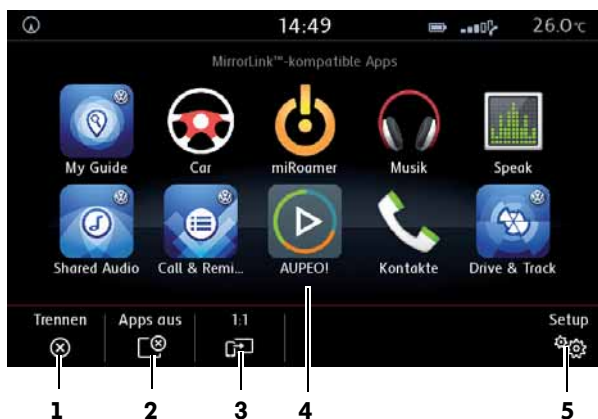 14:49
26.0°C
MirrorLink™-kompatible Apps
My Guide
Car
miRoamer
Musik
Speak
Shared Audio
Call & Remi...
AUPEO!
Kontakte
Drive & Track
Trennen
Apps aus
1:1
Setup
1
2
3
4
5